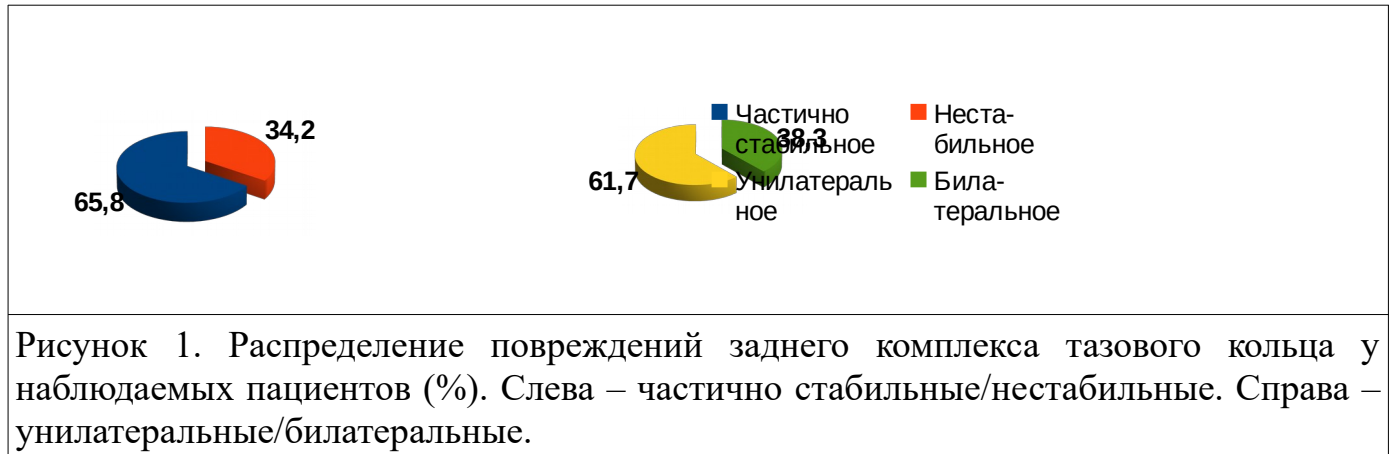 34,2
65,8
61,7
38,3
Частично
стабильное
Неста-
бильное
Унилатераль
ное
Била-
теральное
Рисунок 1. Распределение повреждений заднего комплекса тазового кольца у
наблюдаемых пациентов (%). Слева – частично стабильные/нестабильные. Справа –
унилатеральные/билатеральные.